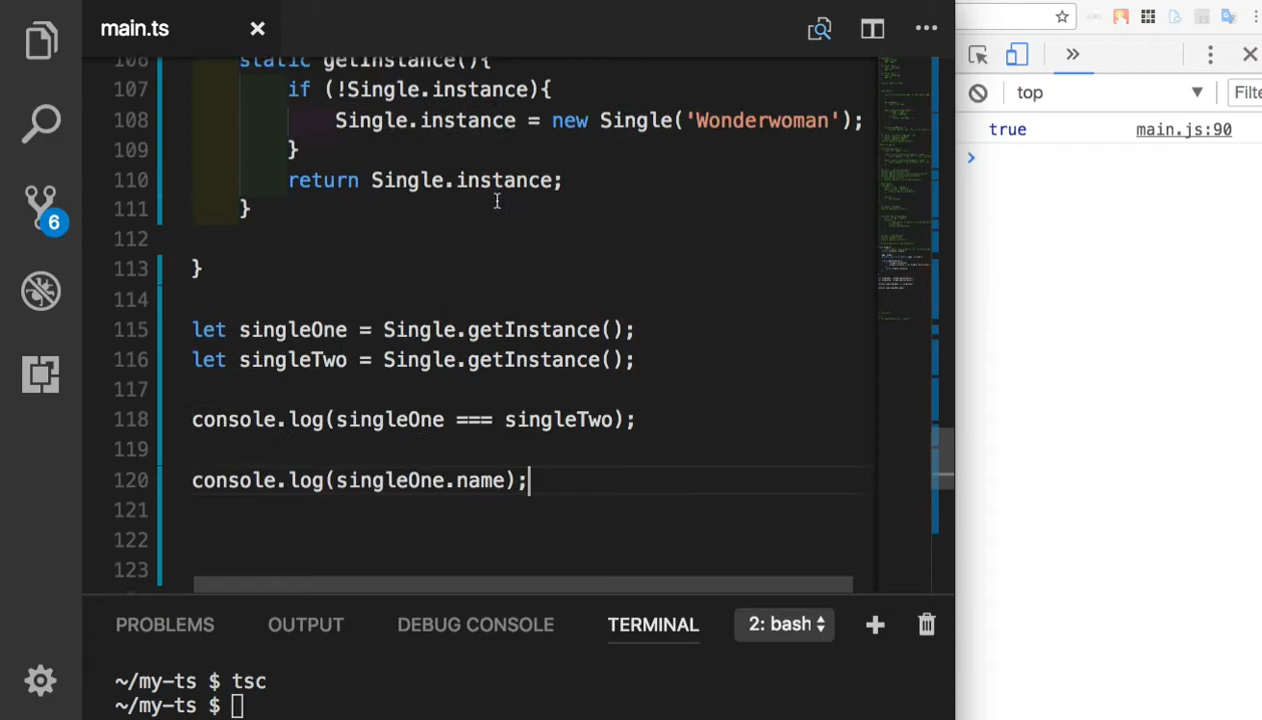 main.ts
106 static getInstance(){
107 if (!Single.instance){
108 Single.instance = new Single('Wonderwoman');
109 }
110 return Single.instance;
111 }
112
113 }
114
115 let singleOne = Single.getInstance();
116 let singleTwo = Single.getInstance();
117
118 console.log(singleOne === singleTwo);
119
120 console.log(singleOne.name);
121
122
123
6
PROBLEMS OUTPUT DEBUG CONSOLE TERMINAL 2: bash
~/my-ts $ tsc
~/my-ts $
top Filte
true main.js:90